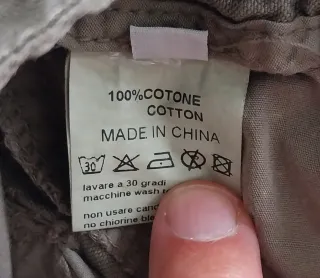 100%COTONE
COTTON
MADE IN CHINA
30
lavare a 30 gradi
macchine wash
non usare
no chlorine